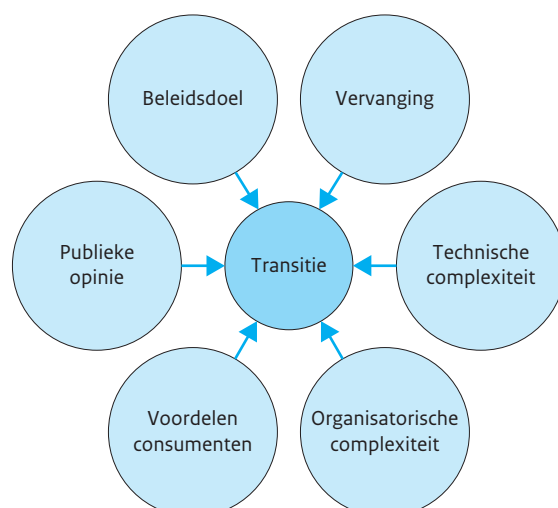 Beleidsdoel
Vervanging
Publieke
opinie
Transitie
Technische
complexiteit
Voordelen
consumenten
Organisatorische
complexiteit